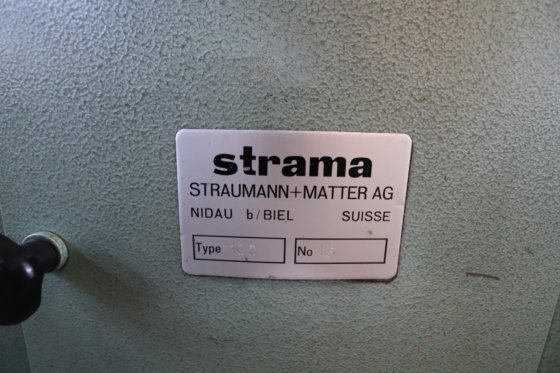 strama
STRAUMANN+MATTER AG
NIDAU b/BIEL SUISSE
Type No